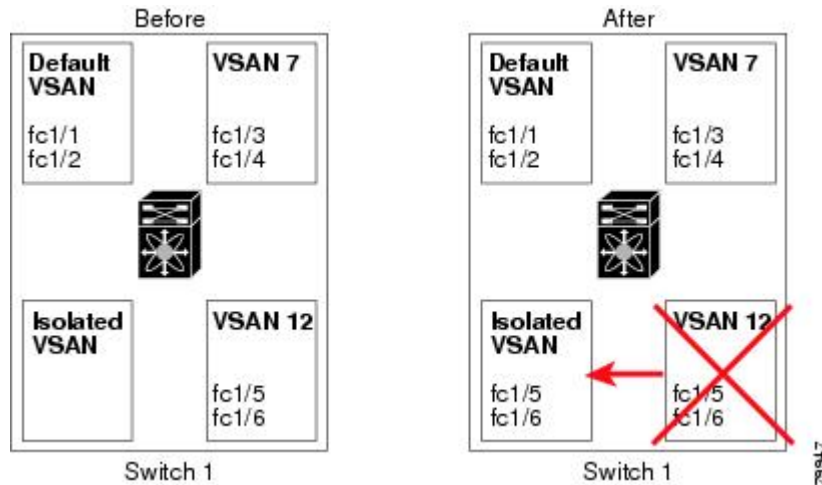 Before
Default
VSAN
fc1/1
fc1/2
VSAN 7
fc1/3
fc1/4
Isolated
VSAN
VSAN 12
fc1/5
fc1/6
Switch 1
After
Default
VSAN
fc1/1
fc1/2
VSAN 7
fc1/3
fc1/4
Isolated
VSAN
fc1/5
fc1/6
VSAN 12
fc1/5
fc1/6
Switch 1